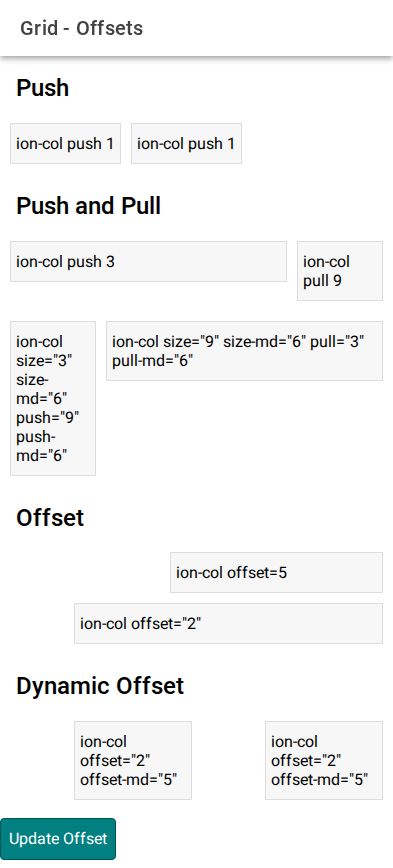 Grid - Offsets
Push
ion-col push 1
ion-col push 1
Push and Pull
ion-col push 3
ion-col
pull 9
ion-col
size="3"
size-
md="6"
push="9"
push-
md="6"
ion-col size="9" size-md="6" pull="3"
pull-md="6"
Offset
ion-col offset=5
ion-col offset="2"
Dynamic Offset
ion-col
offset="2"
offset-md="5"
ion-col
offset="2"
offset-md="5"
Update Offset